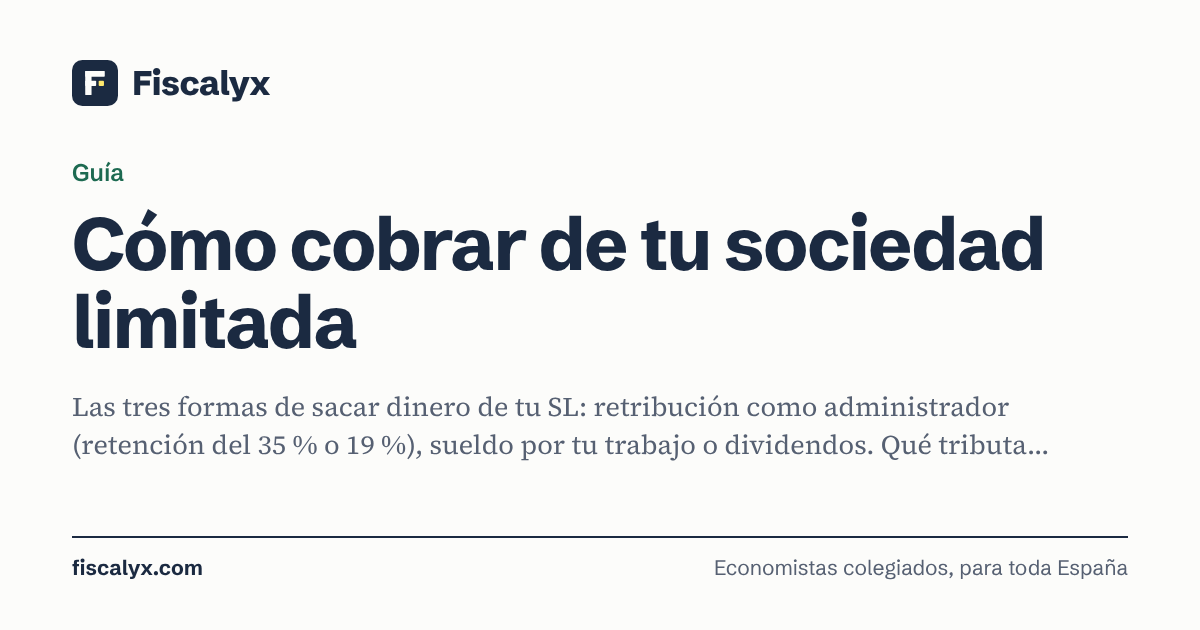 F
Fiscalyx
Guía
Cómo cobrar de tu sociedad
limitada
Las tres formas de sacar dinero de tu SL: retribución como administrador
(retención del 35 % o 19 %), sueldo por tu trabajo o dividendos. Qué tributa...
fiscalyx.com
Economistas colegiados, para toda España